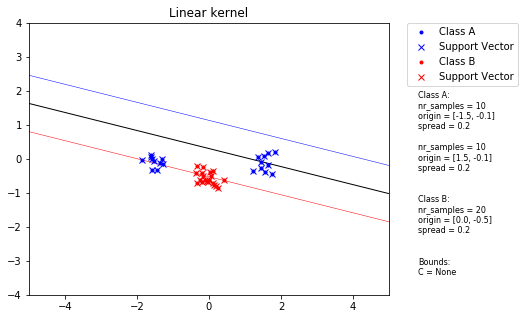 Linear kernel
4
3
2
1
0
−1
−2
−3
−4
−4
−2
0
2
4
Class A
Support Vector
Class B
Support Vector
Class A:
nr_samples = 10
origin = [-1.5, -0.1]
spread = 0.2
nr_samples = 10
origin = [1.5, -0.1]
spread = 0.2
Class B:
nr_samples = 20
origin = [0.0, -0.5]
spread = 0.2
Bounds:
C = None